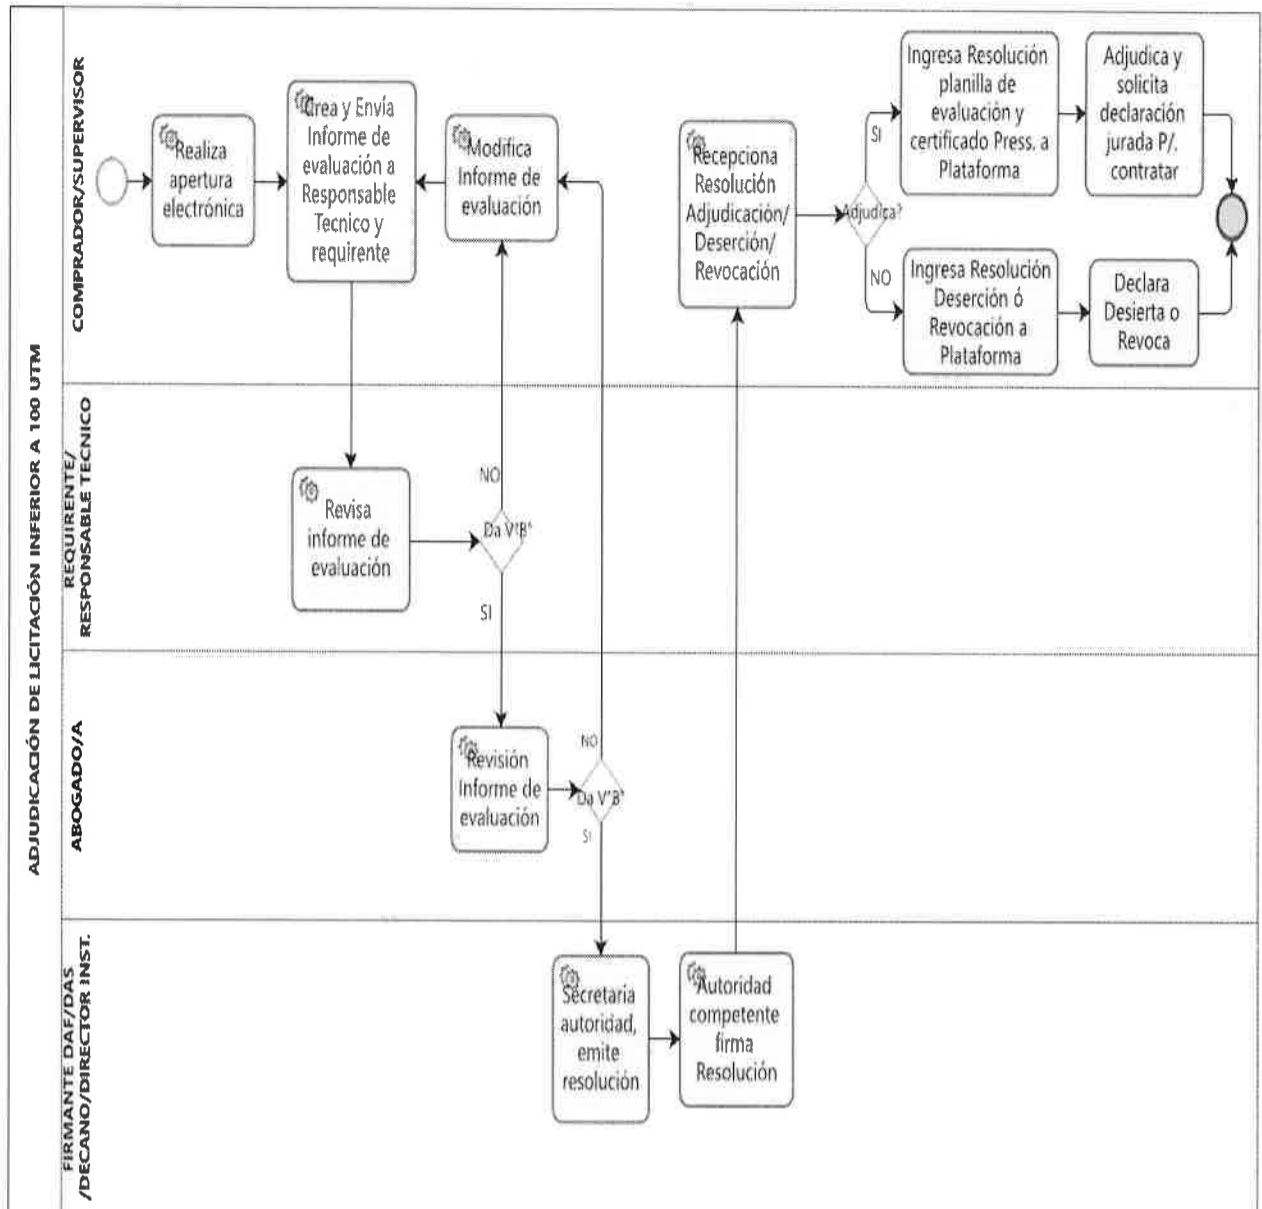 ADJUDICACIÓN DE LICITACIÓN INFERIOR A 100 UTM
COMPRADOR/SUPERVISOR
Realiza
apertura
electrónica
Crea y Envía
Informe de
evaluación a
Responsable
Tecnico y
requirente
Modifica
Informe de
evaluación
Recepciona
Resolución
Adjudicación/
Deserción/
Revocación
Adjudica?
SI
Ingresa Resolución
planilla de
evaluación y
certificado Press. a
Plataforma
Adjudica y
solicita
declaración
jurada P/.
contratar
NO
Ingresa Resolución
Deserción ó
Revocación a
Plataforma
Declara
Desierta o
Revoca
REQUIRENTE/
RESPONSABLE TECNICO
Revisa
informe de
evaluación
NO
Da V°B°
SI
ABOGADO/A
Revisión
Informe de
evaluación
NO
Da V°B°
SI
FIRMANTE DAF/DAS
/DECANO/DIRECTOR INST.
Secretaria
autoridad,
emite
resolución
Autoridad
competente
firma
Resolución